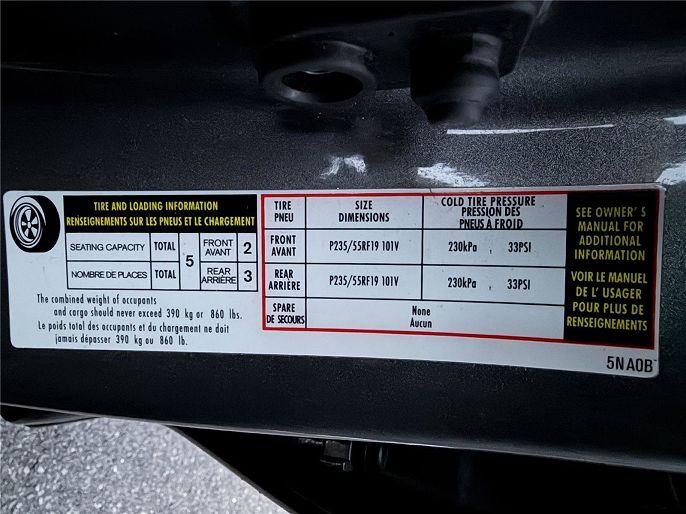 TIRE AND LOADING INFORMATION
RENSEIGNEMENTS SUR LES PNEUS ET LE CHARGEMENT
SEATING CAPACITY TOTAL 5 FRONT AVANT 2
NOMBRE DE PLACES TOTAL REAR ARRIÈRE 3
The combined weight of occupants
and cargo should never exceed 390 kg or 860 lbs.
Le poids total des occupants et du chargement ne doit
jamais dépasser 390 kg ou 860 lb.
TIRE PNEU SIZE DIMENSIONS COLD TIRE PRESSURE PRESSION DES PNEUS À FROID
FRONT AVANT P235/55RF19 101V 230kPa , 33PSI
REAR ARRIÈRE P235/55RF19 101V 230kPa , 33PSI
SPARE DE SECOURS None Aucun
SEE OWNER'S
MANUAL FOR
ADDITIONAL
INFORMATION
VOIR LE MANUEL
DE L' USAGER
POUR PLUS DE
RENSEIGNEMENTS
5NA0B